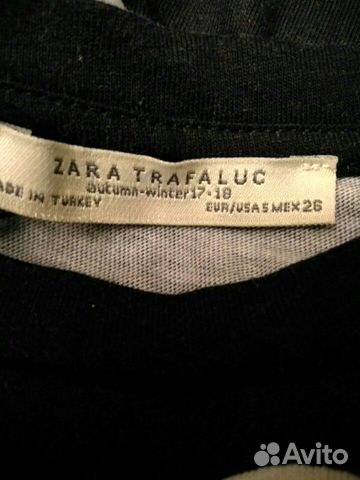 ZARA TRAFALUC
autumn-winter17-18
ADE IN TURKEY
EUR/USA S MEX 26
Avito